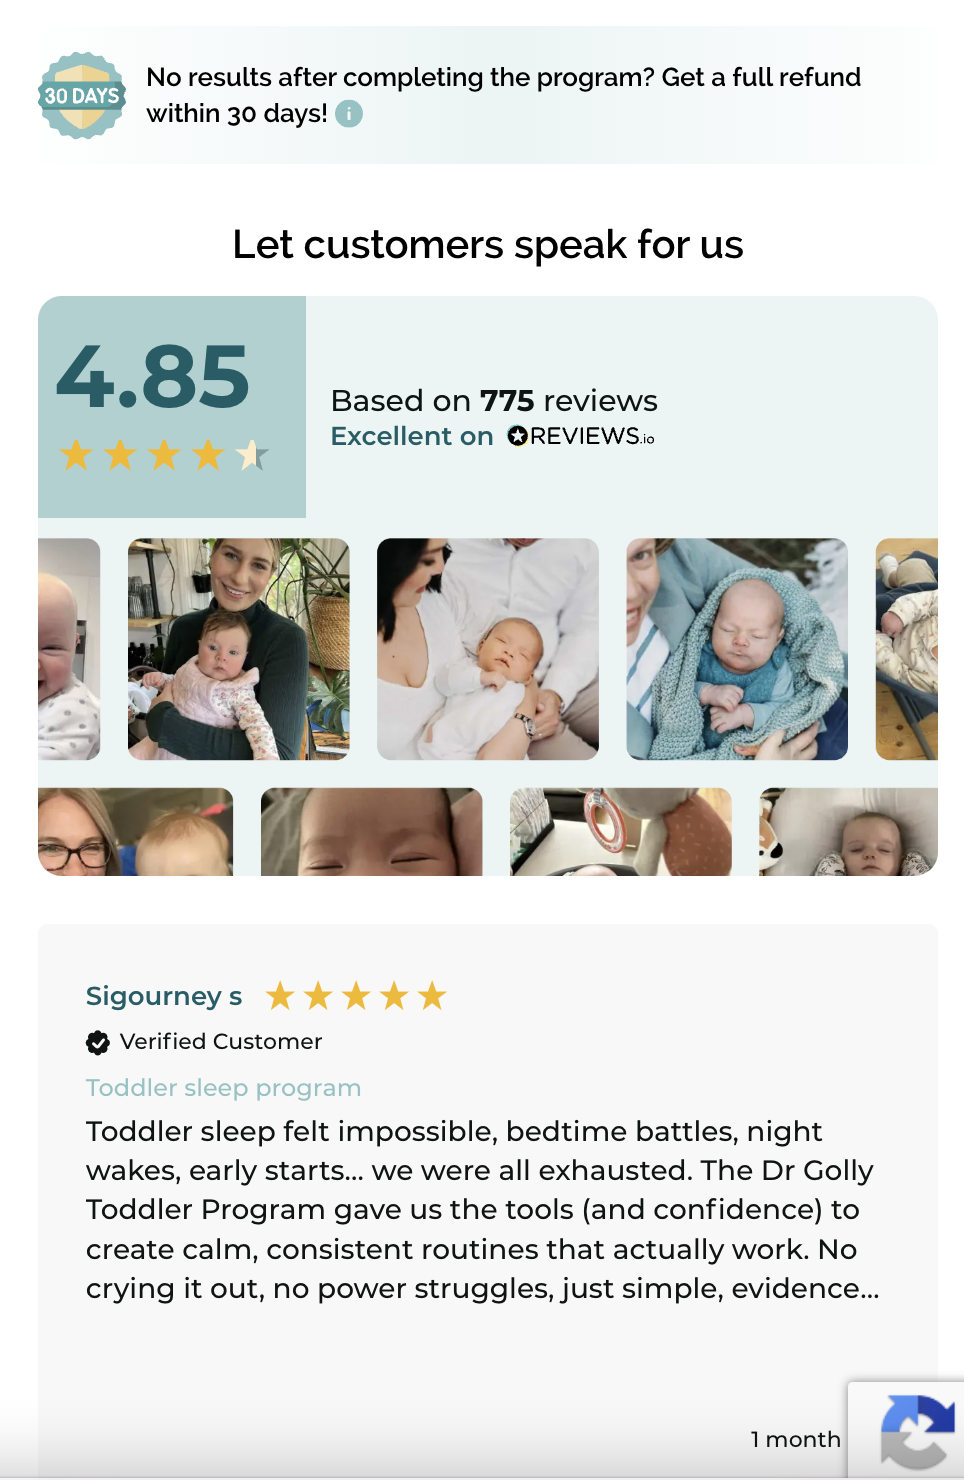 30 DAYS
No results after completing the program? Get a full refund
within 30 days! i
Let customers speak for us
4.85
Based on 775 reviews
Excellent on REVIEWS.io
Sigourney s
Verified Customer
Toddler sleep program
Toddler sleep felt impossible, bedtime battles, night
wakes, early starts... we were all exhausted. The Dr Golly
Toddler Program gave us the tools (and confidence) to
create calm, consistent routines that actually work. No
crying it out, no power struggles, just simple, evidence...
1 month